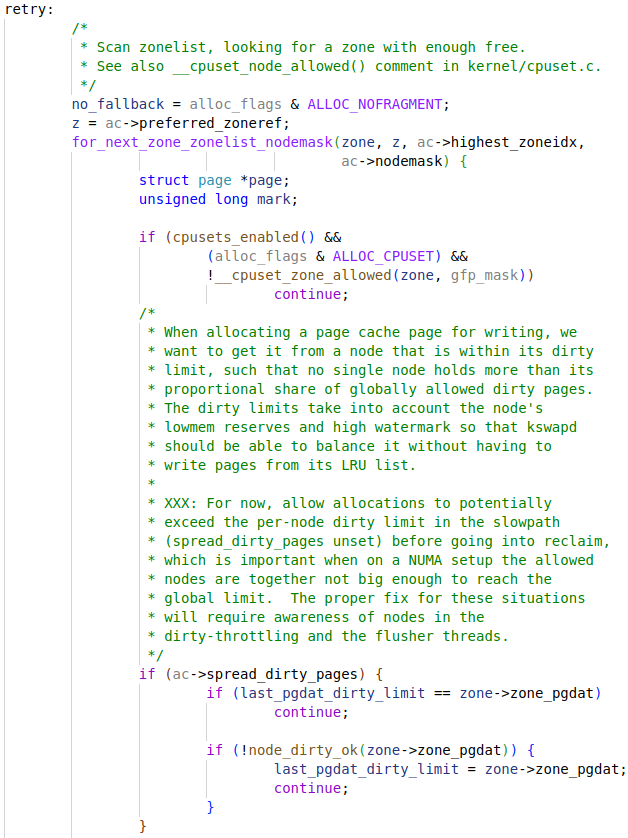 retry:
/*
* Scan zonelist, looking for a zone with enough free.
* See also __cpuset_node_allowed() comment in kernel/cpuset.c.
*/
no_fallback = alloc_flags & ALLOC_NOFRAGMENT;
z = ac->preferred_zoneref;
for_next_zone_zonelist_nodemask(zone, z, ac->highest_zoneidx,
ac->nodemask) {
struct page *page;
unsigned long mark;
if (cpusets_enabled() &&
(alloc_flags & ALLOC_CPUSET) &&
!__cpuset_zone_allowed(zone, gfp_mask))
continue;
/*
* When allocating a page cache page for writing, we
* want to get it from a node that is within its dirty
* limit, such that no single node holds more than its
* proportional share of globally allowed dirty pages.
* The dirty limits take into account the node's
* lowmem reserves and high watermark so that kswapd
* should be able to balance it without having to
* write pages from its LRU list.
*
* XXX: For now, allow allocations to potentially
* exceed the per-node dirty limit in the slowpath
* (spread_dirty_pages unset) before going into reclaim,
* which is important when on a NUMA setup the allowed
* nodes are together not big enough to reach the
* global limit.  The proper fix for these situations
* will require awareness of nodes in the
* dirty-throttling and the flusher threads.
*/
if (ac->spread_dirty_pages) {
if (last_pgdat_dirty_limit == zone->zone_pgdat)
continue;
if (!node_dirty_ok(zone->zone_pgdat)) {
last_pgdat_dirty_limit = zone->zone_pgdat;
continue;
}
}